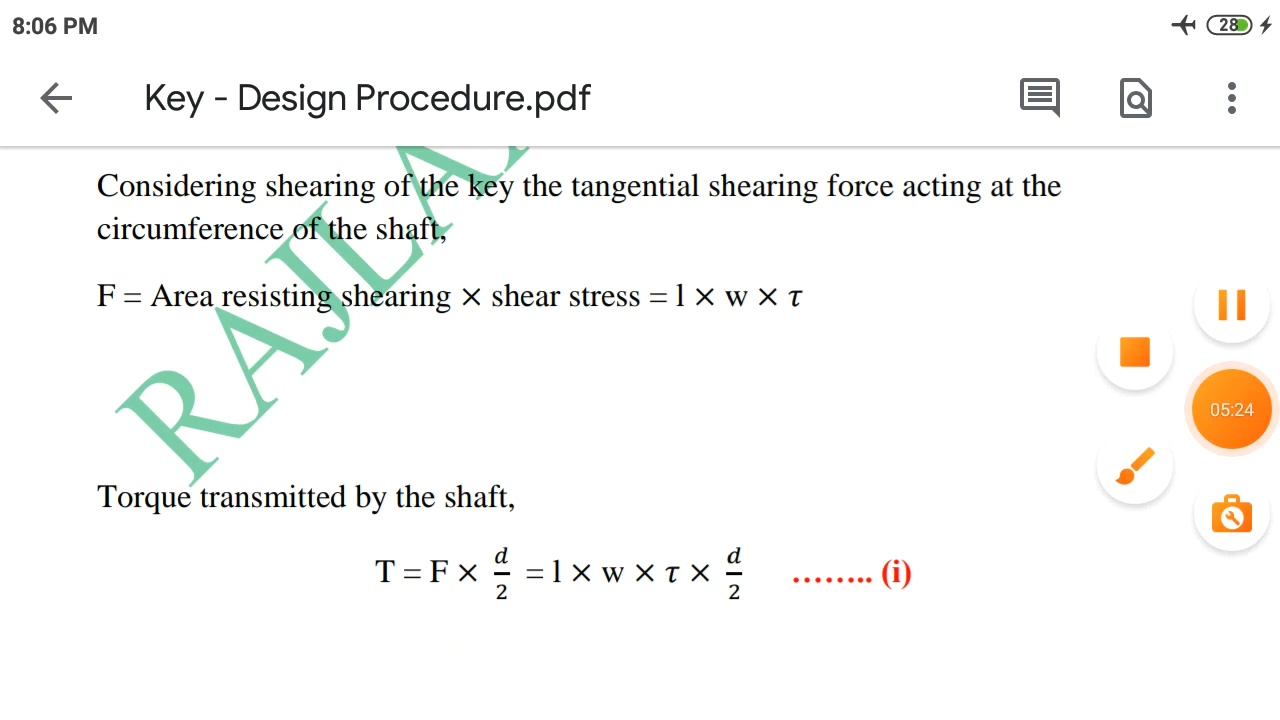 8:06 PM
28
Key - Design Procedure.pdf
Considering shearing of the key the tangential shearing force acting at the
circumference of the shaft,
F = Area resisting shearing × shear stress = l × w × τ
05:24
Torque transmitted by the shaft,
T = F × d/2 = l × w × τ × d/2 …….. (i)
RAJLA